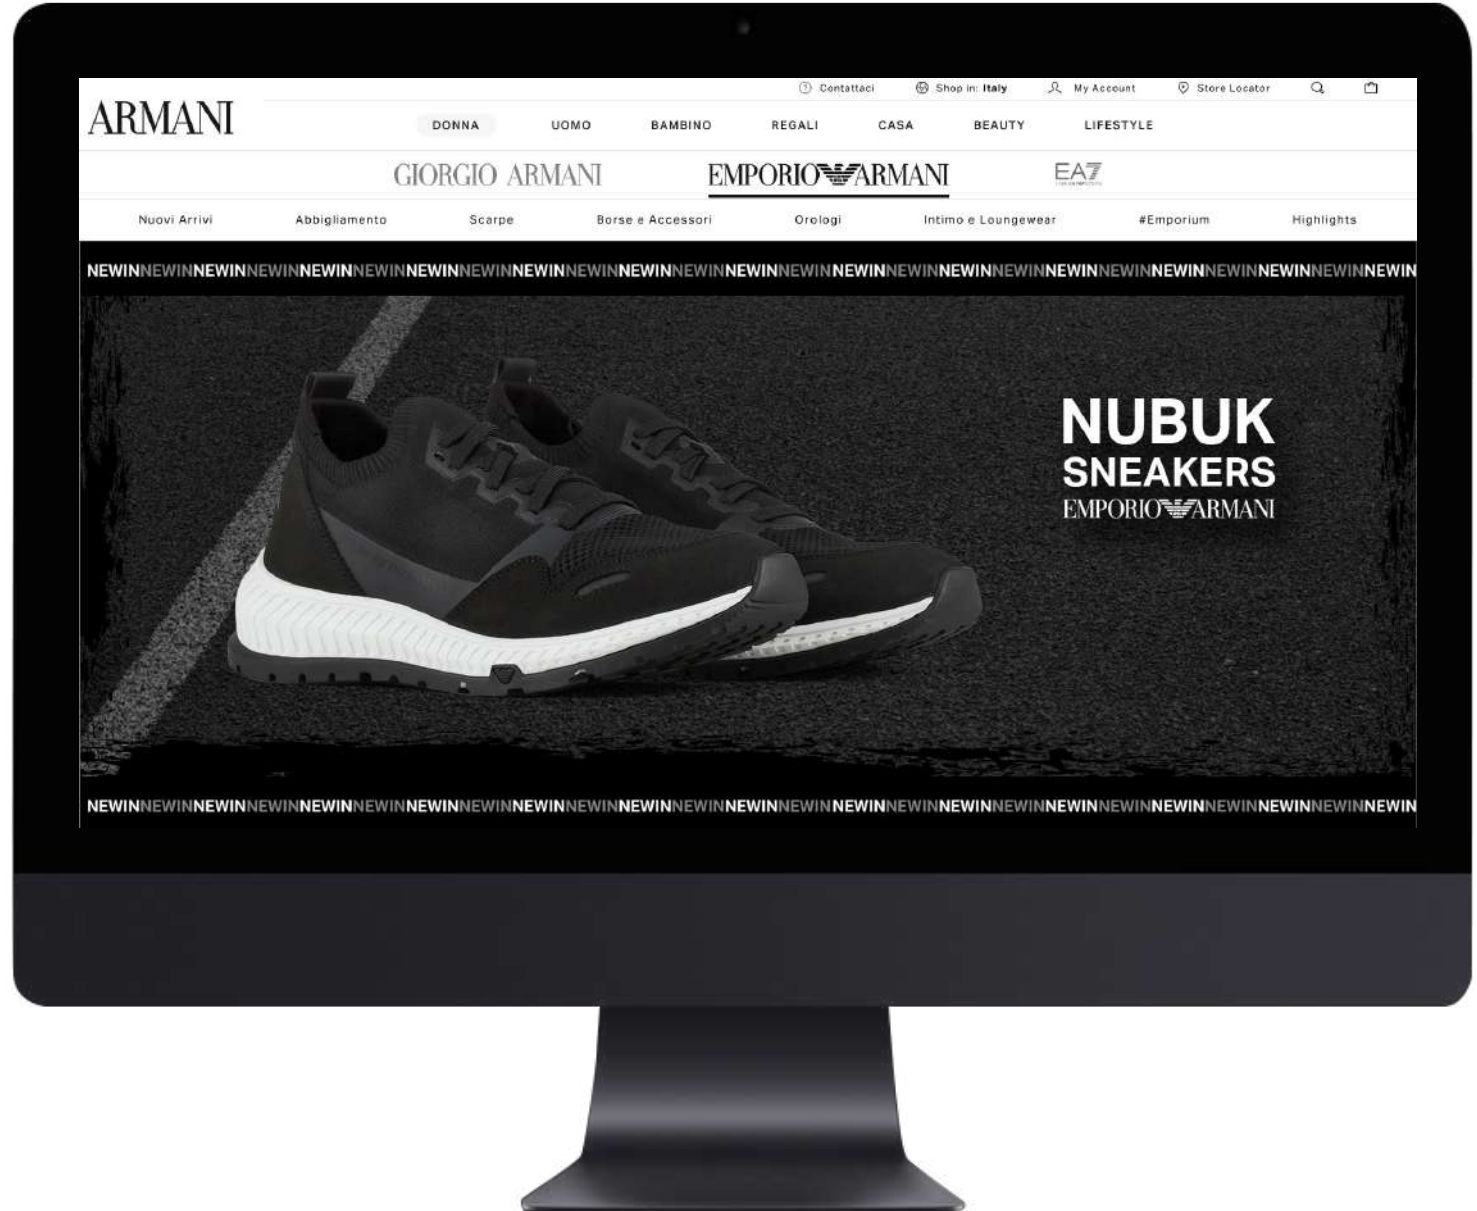 Contattaci Shop in: Italy My Account Store Locator
ARMANI
DONNA UOMO BAMBINO REGALI CASA BEAUTY LIFESTYLE
GIORGIO ARMANI EMPORIO ARMANI EA7
Nuovi Arrivi Abbigliamento Scarpe Borse e Accessori Orologi Intimo e Loungewear #Emporium Highlights
NEWINNEWINNEWINNEWINNEWINNEWINNEWINNEWINNEWINNEWINNEWINNEWINNEWINNEWINNEWINNEWINNEWINNEWINNEWINNEWINNEWINNEWINNEWINNEWINNEWIN
NUBUK
SNEAKERS
EMPORIO ARMANI
NEWINNEWINNEWINNEWINNEWINNEWINNEWINNEWINNEWINNEWINNEWINNEWINNEWINNEWINNEWINNEWINNEWINNEWINNEWINNEWINNEWINNEWINNEWINNEWINNEWIN